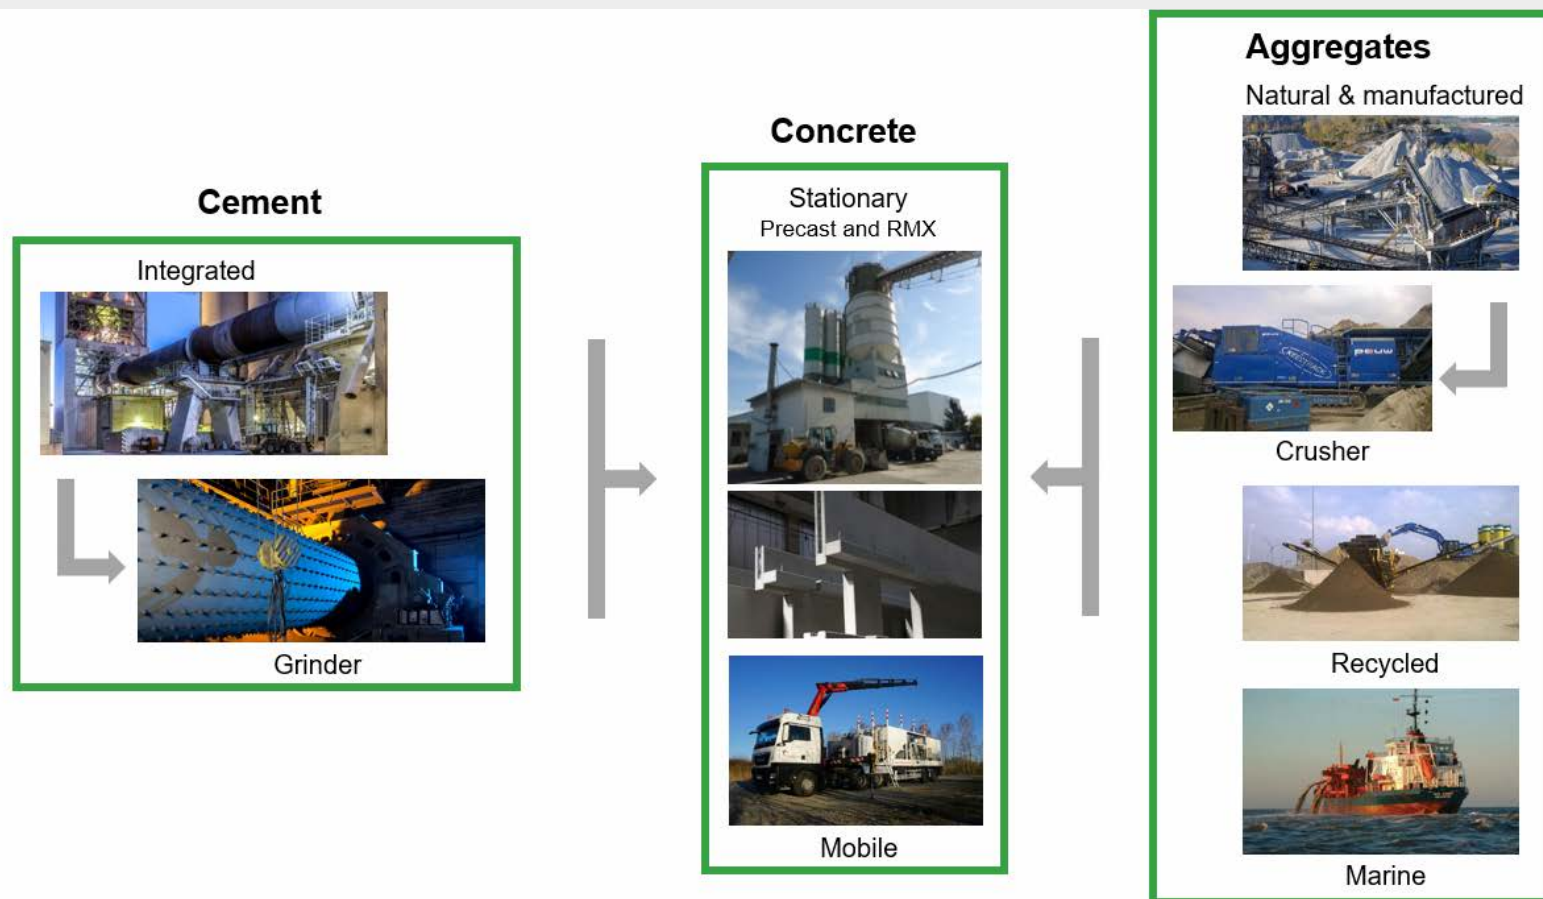 Cement
Integrated
Grinder
Concrete
Stationary
Precast and RMX
Mobile
Aggregates
Natural & manufactured
Crusher
Recycled
Marine